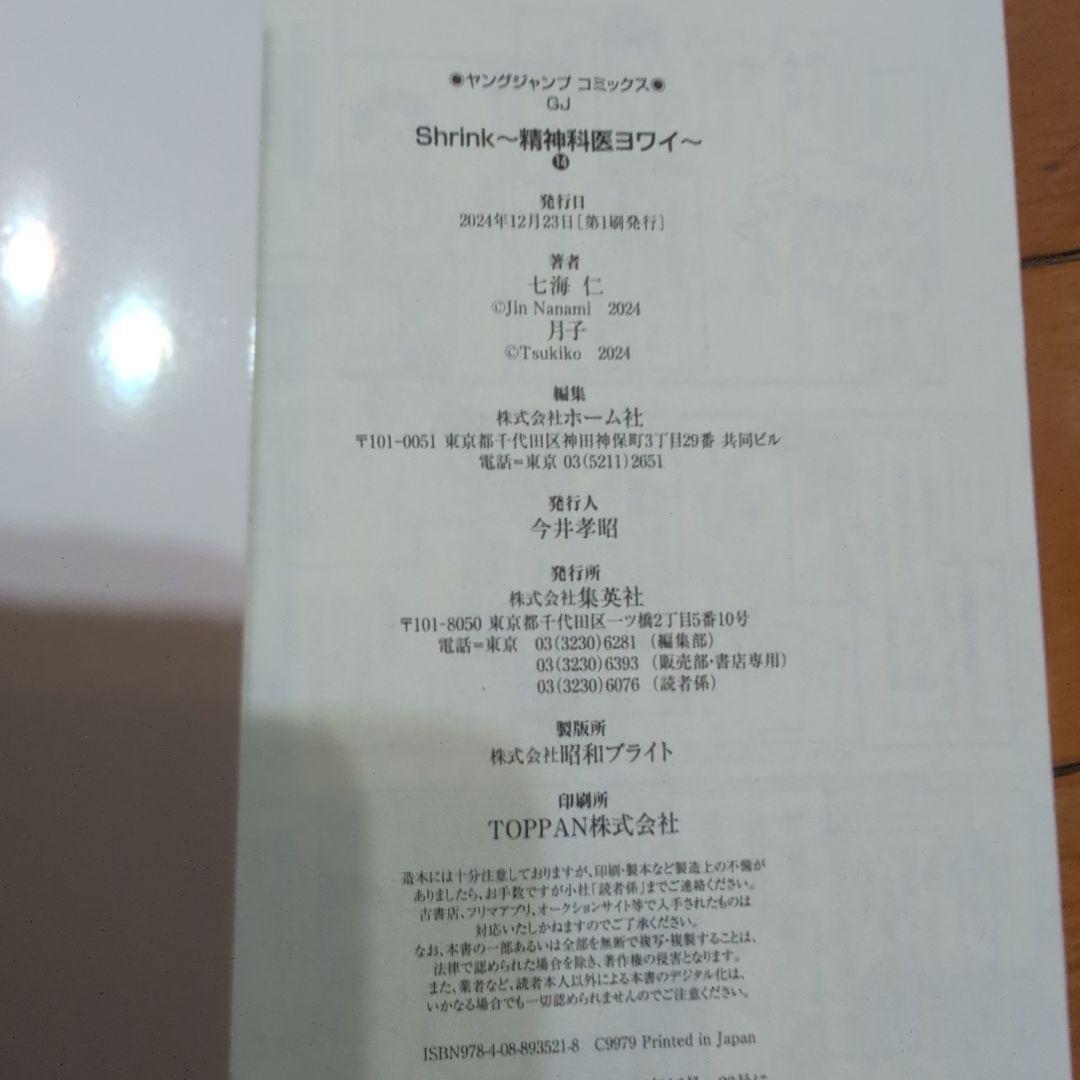 ●ヤングジャンプ コミックス●
GJ
Shrink～精神科医ヨワイ～
⓮
発行日
2024年12月23日[第1刷発行]
著者
七海 仁
©Jin Nanami 2024
月子
©Tsukiko 2024
編集
株式会社ホーム社
〒101-0051 東京都千代田区神田神保町3丁目29番 共同ビル
電話=東京 03(5211)2651
発行人
今井孝昭
発行所
株式会社集英社
〒101-8050 東京都千代田区一ツ橋2丁目5番10号
電話=東京 03(3230)6281 (編集部)
03(3230)6393 (販売部・書店専用)
03(3230)6076 (読者係)
製版所
株式会社昭和ブライト
印刷所
TOPPAN株式会社
造本には十分注意しておりますが、印刷・製本など製造上の不備が
ありましたら、お手数ですが小社「読者係」までご連絡ください。
古書店、フリマアプリ、オークションサイト等で入手されたものは
対応いたしかねますのでご了承ください。
なお、本書の一部あるいは全部を無断で複写・複製することは、
法律で認められた場合を除き、著作権の侵害となります。
また、業者など、読者本人以外による本書のデジタル化は、
いかなる場合でも一切認められませんのでご注意ください。
ISBN978-4-08-893521-8 C9979 Printed in Japan